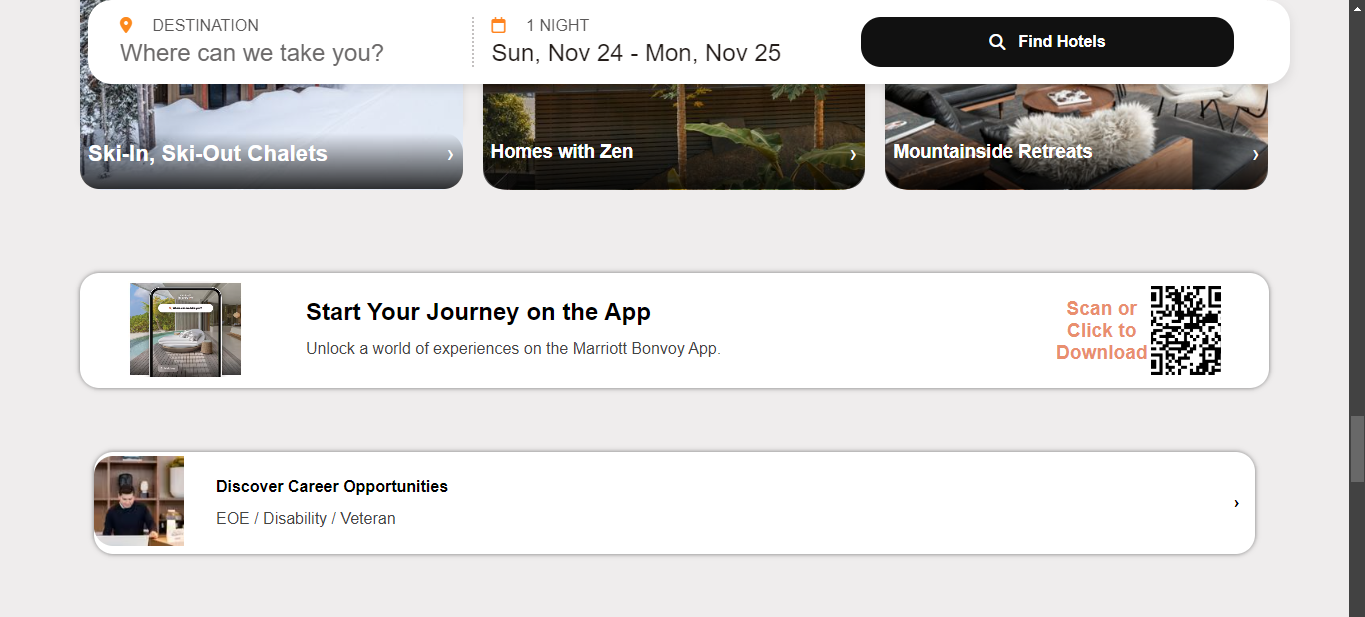 DESTINATION
Where can we take you?
1 NIGHT
Sun, Nov 24 - Mon, Nov 25
Find Hotels
Ski-In, Ski-Out Chalets
Homes with Zen
Mountainside Retreats
Start Your Journey on the App
Unlock a world of experiences on the Marriott Bonvoy App.
Scan or
Click to
Download
Discover Career Opportunities
EOE / Disability / Veteran